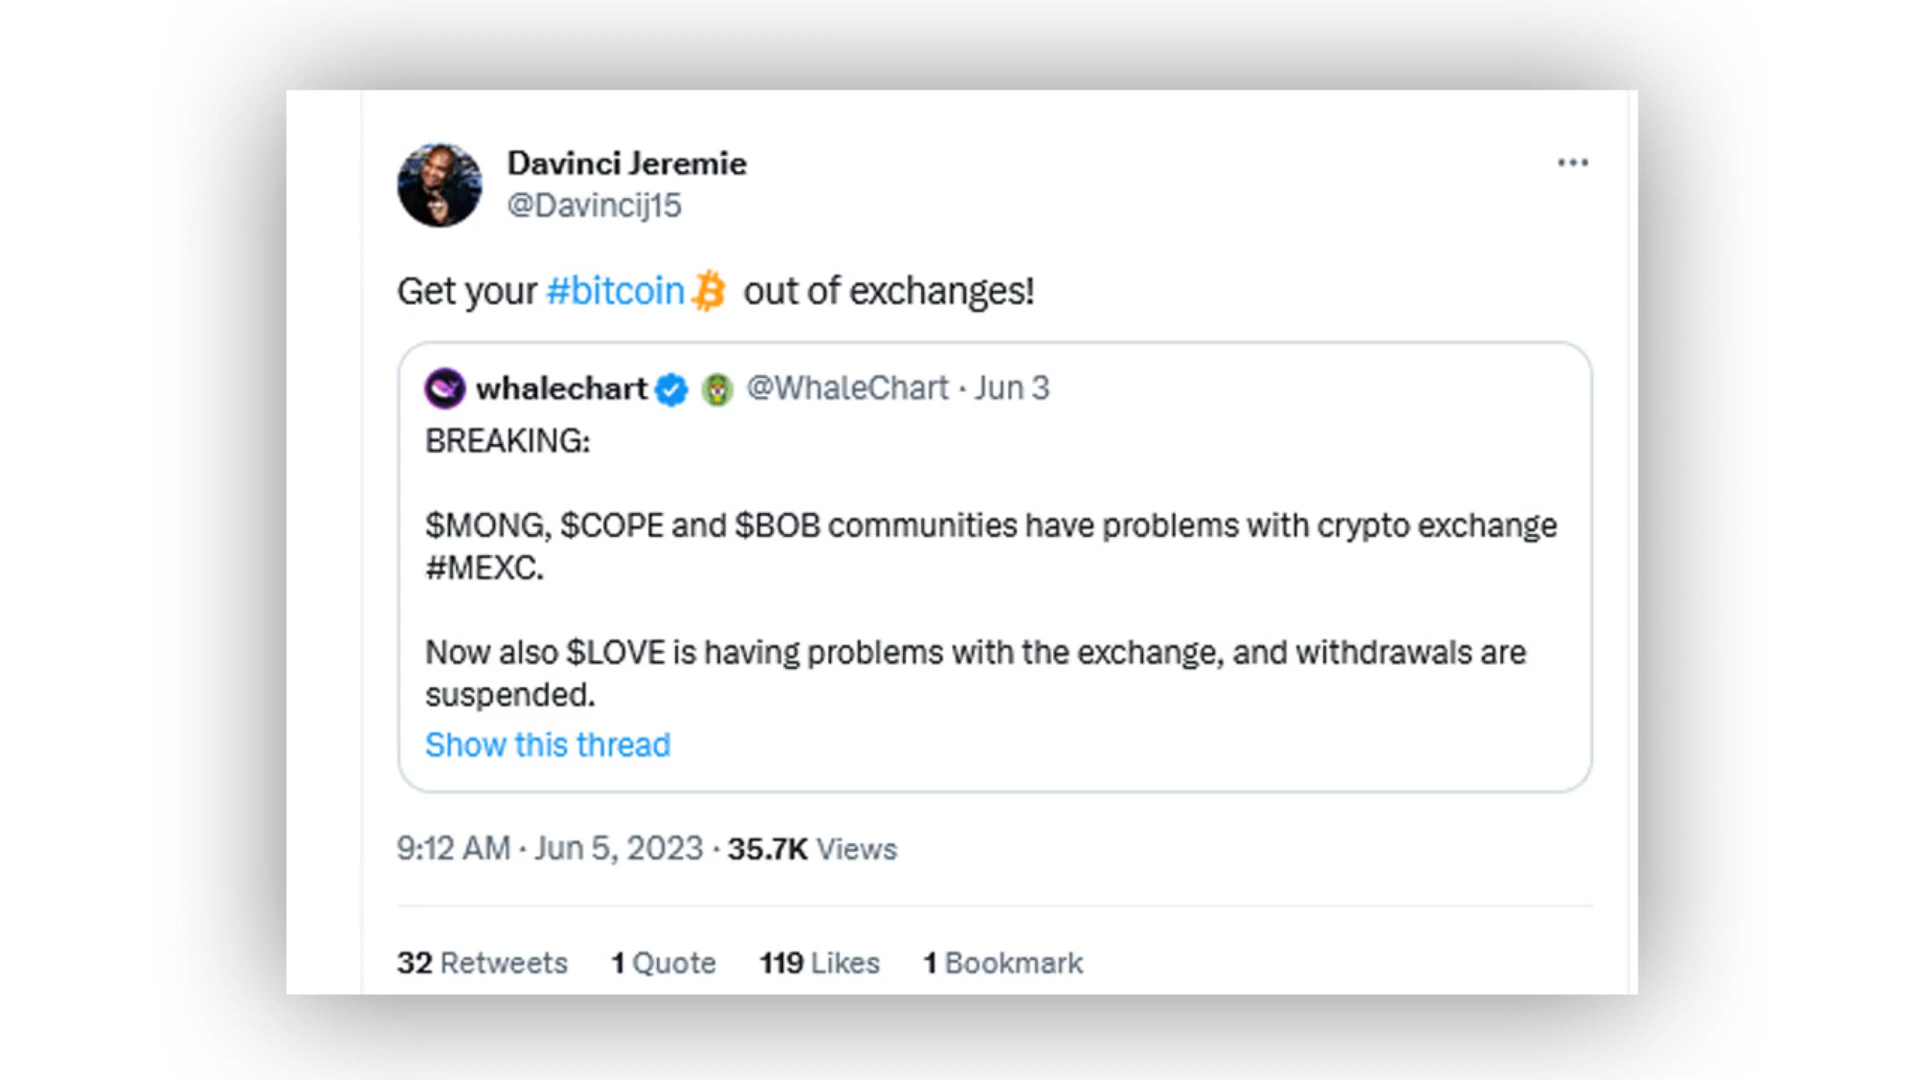 Davinci Jeremie
@Davincij15
Get your #bitcoin out of exchanges!
whalechart @WhaleChart · Jun 3
BREAKING:
$MONG, $COPE and $BOB communities have problems with crypto exchange
#MEXC.
Now also $LOVE is having problems with the exchange, and withdrawals are
suspended.
Show this thread
9:12 AM · Jun 5, 2023 · 35.7K Views
32 Retweets 1 Quote 119 Likes 1 Bookmark